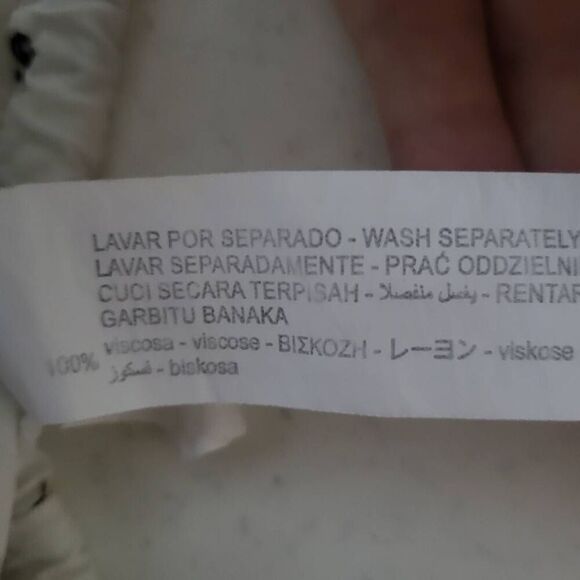 LAVAR POR SEPARADO - WASH SEPARATELY
LAVAR SEPARADAMENTE - PRAĆ ODDZIELNI
CUCI SECARA TERPISAH - يغسل منفصلا - RENTAR
GARBITU BANAKA
100% viscosa - viscose - ΒΙΣΚΟΖΗ - レーヨン - viskose
فسكوز - biskosa